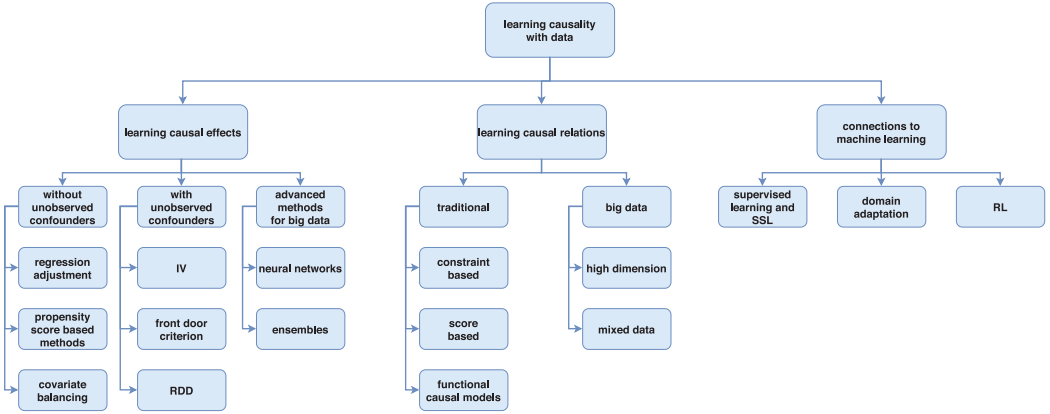 learning causality
with data
learning causal effects
learning causal relations
connections to
machine learning
without
unobserved
confounders
with
unobserved
confounders
advanced
methods
for big data
traditional
big data
supervised
learning and
SSL
domain
adaptation
RL
regression
adjustment
IV
neural networks
constraint
based
high dimension
propensity
score based
methods
front door
criterion
ensembles
score
based
mixed data
covariate
balancing
RDD
functional
causal models